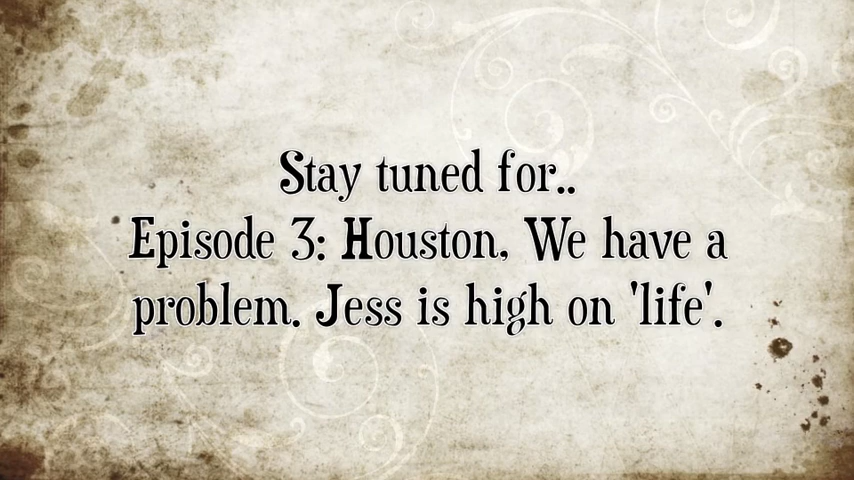 Stay tuned for..
Episode 3: Houston, We have a
problem. Jess is high on 'life'.